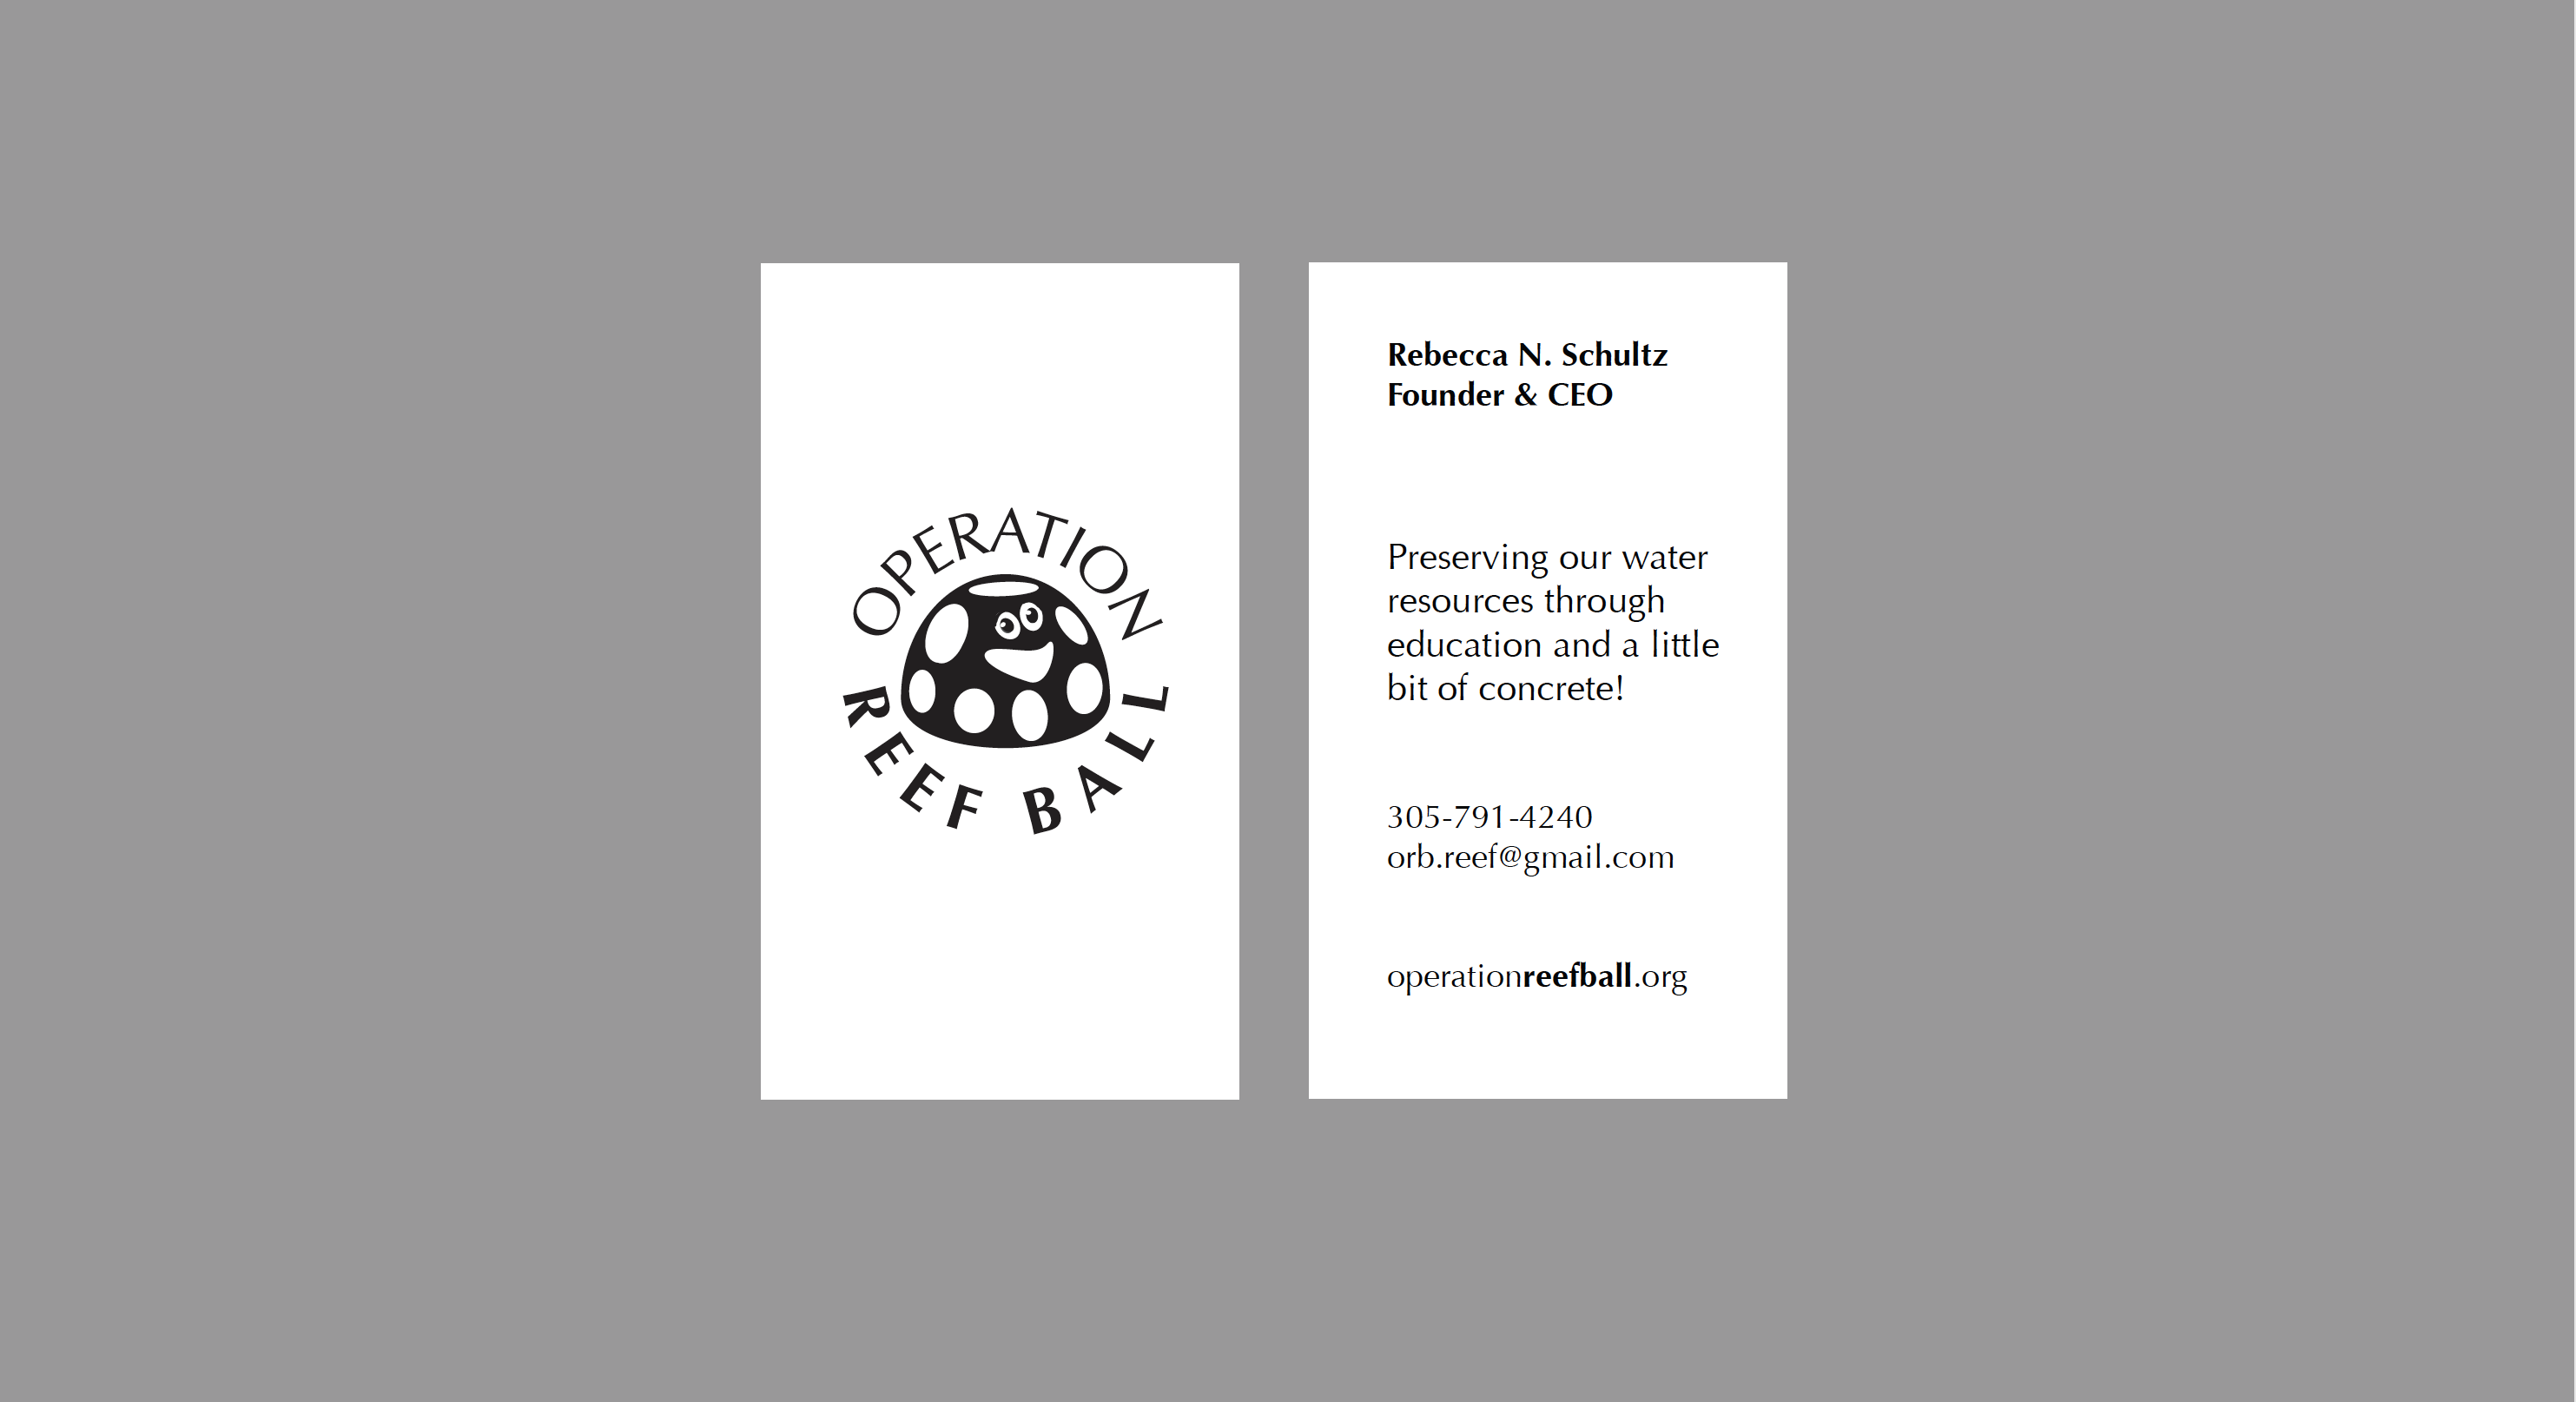 OPERATION
REEF BALL
Rebecca N. Schultz
Founder & CEO
Preserving our water
resources through
education and a little
bit of concrete!
305-791-4240
orb.reef@gmail.com
operationreefball.org